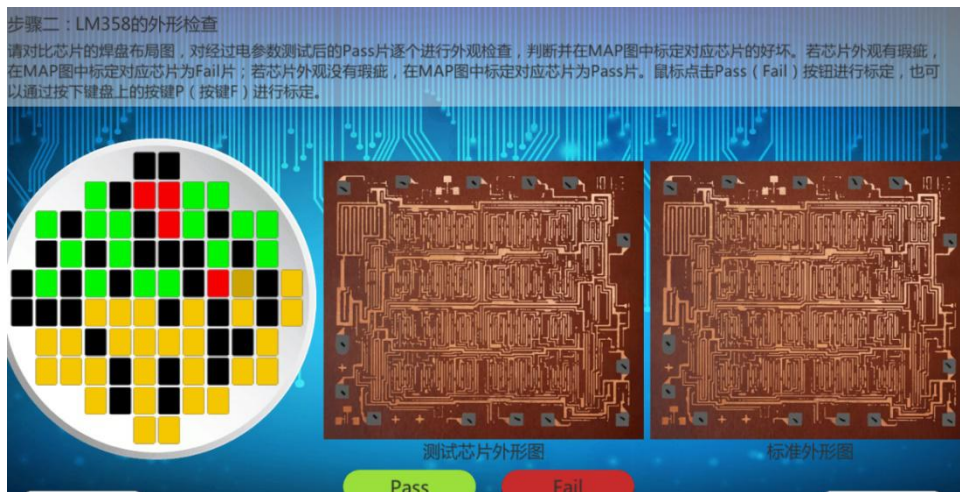 步骤二：LM358的外形检查
请对比芯片的焊盘布局图，对经过电参数测试后的Pass片逐个进行外观检查，判断并在MAP图中标定对应芯片的好坏。若芯片外观有瑕疵，
在MAP图中标定对应芯片为Fail片；若芯片外观没有瑕疵，在MAP图中标定对应芯片为Pass片。鼠标点击Pass（Fail）按钮进行标定，也可
以通过按下键盘上的按键P（按键F）进行标定。
测试芯片外形图
标准外形图
Pass
Fail